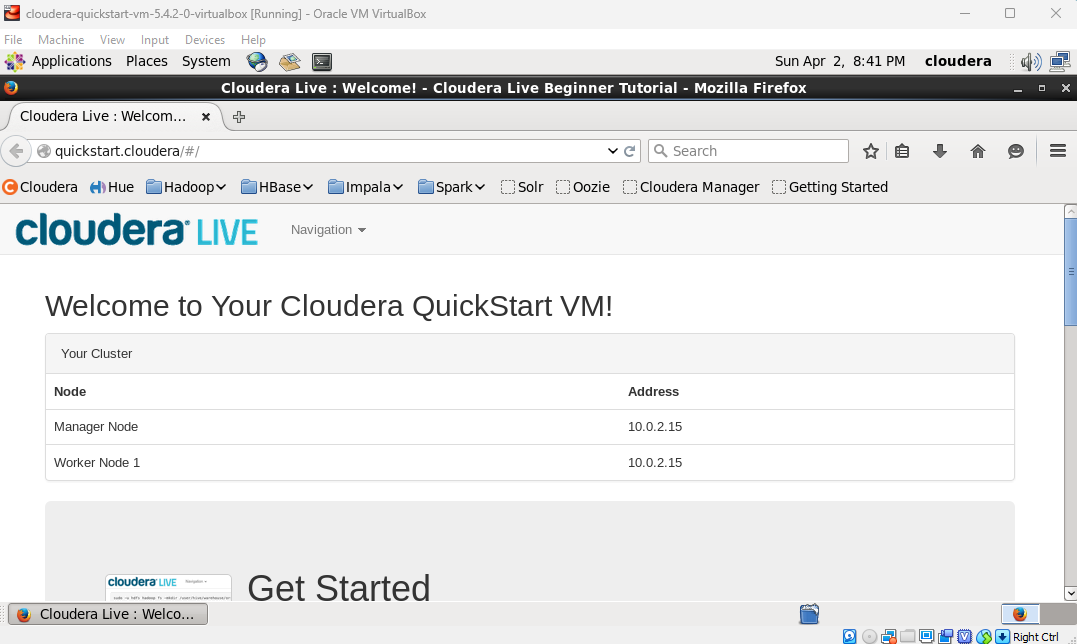 cloudera-quickstart-vm-5.4.2-0-virtualbox [Running] - Oracle VM VirtualBox
File Machine View Input Devices Help
Applications Places System Sun Apr 2, 8:41 PM cloudera
Cloudera Live : Welcome! - Cloudera Live Beginner Tutorial - Mozilla Firefox
Cloudera Live : Welcom...
quickstart.cloudera/#/ Search
Cloudera Hue Hadoop HBase Impala Spark Solr Oozie Cloudera Manager Getting Started
cloudera LIVE Navigation
Welcome to Your Cloudera QuickStart VM!
Your Cluster
Node Address
Manager Node 10.0.2.15
Worker Node 1 10.0.2.15
cloudera LIVE Navigation
Get Started
Cloudera Live : Welco...
Right Ctrl